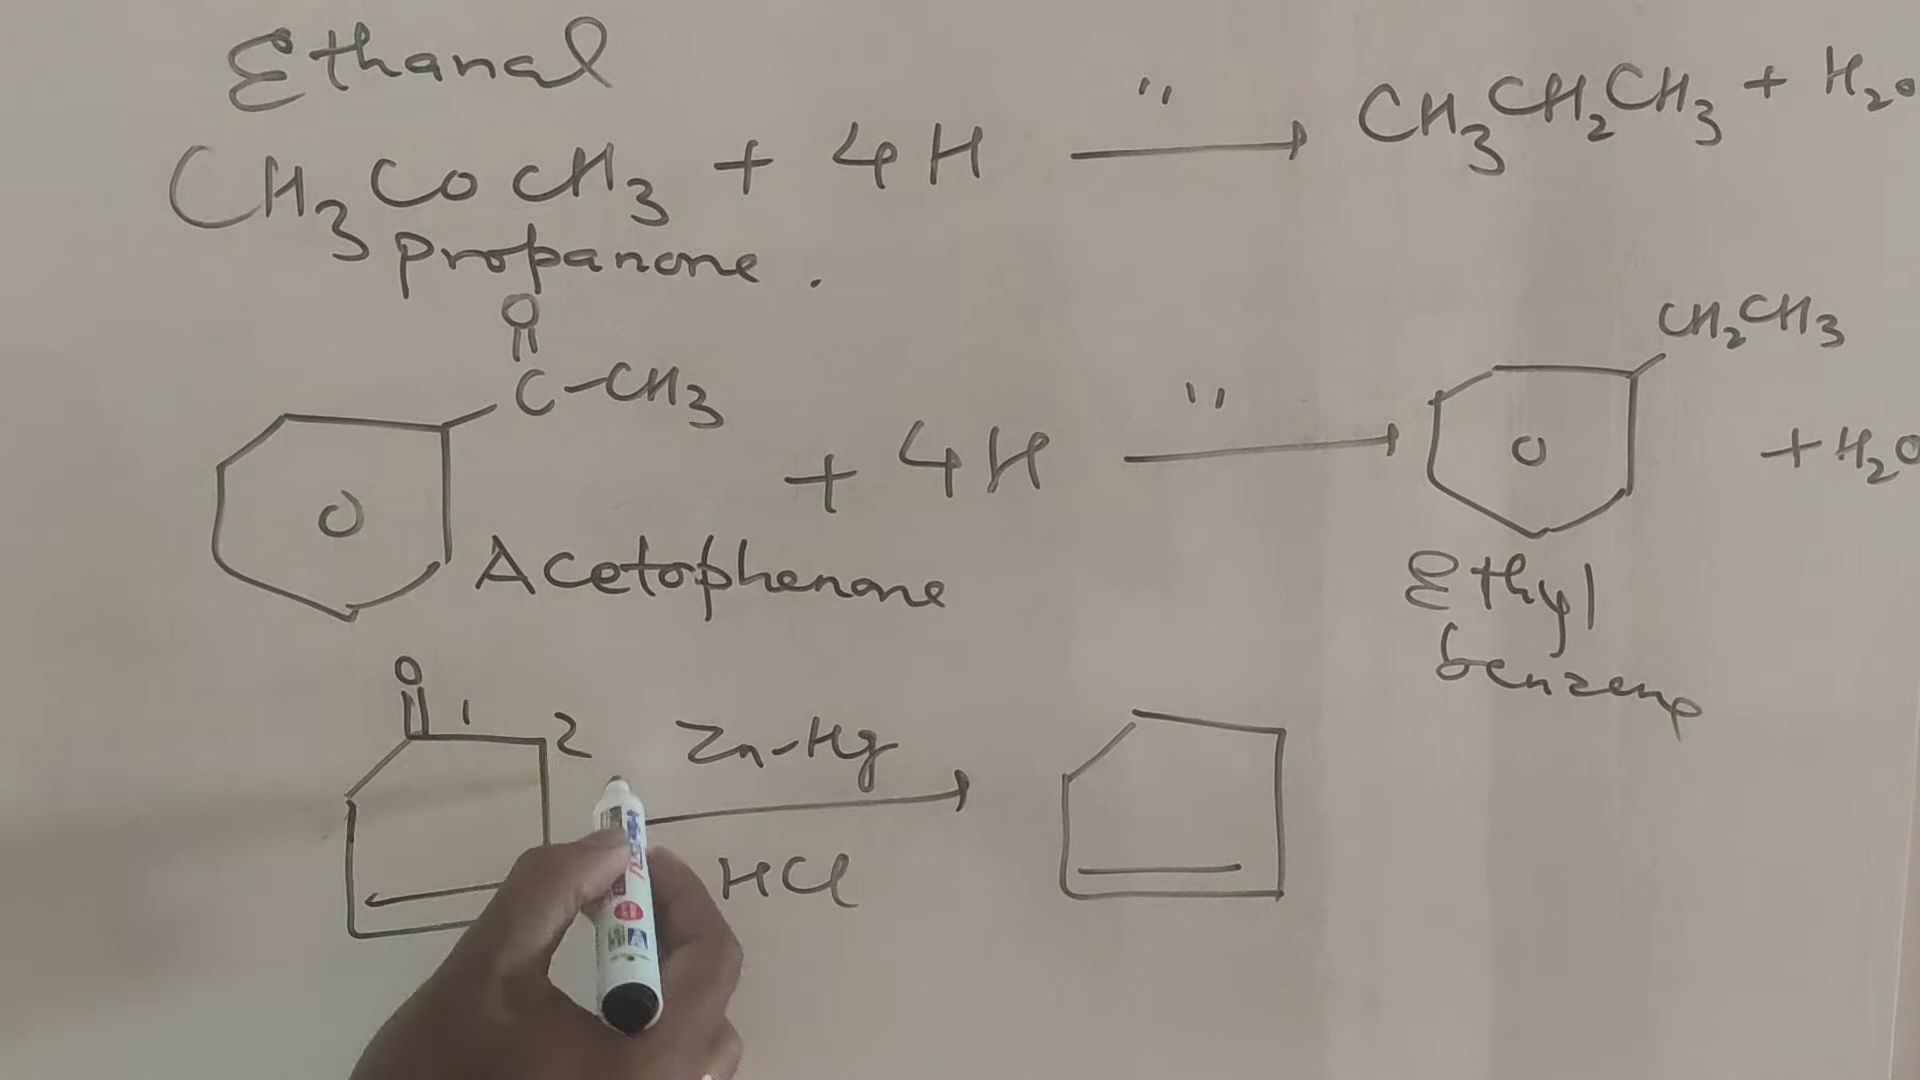 Ethanal
CH3COCH3 + 4H " → CH3CH2CH3 + H2O
propanone.
O
C-CH3 CH2CH3
O + 4H " → O + H2O
Acetophenone Ethyl
benzene
O
1 2 Zn-Hg →
HCl